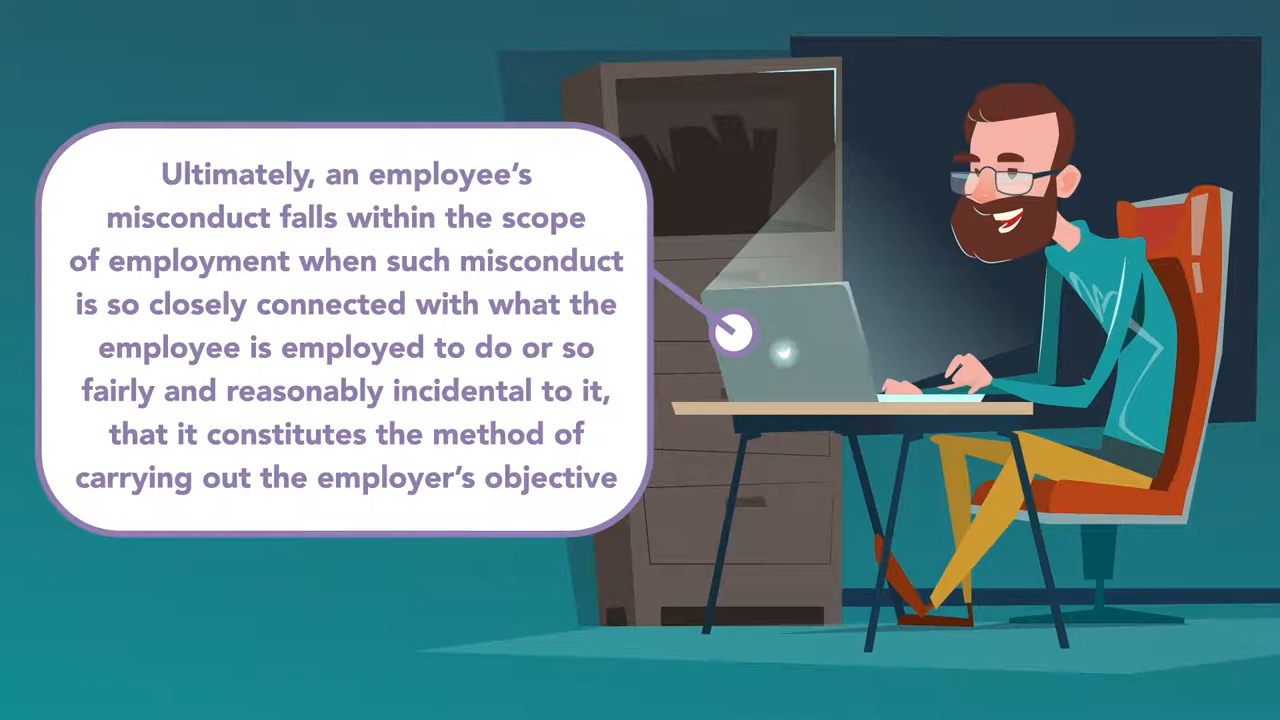 Ultimately, an employee's
misconduct falls within the scope
of employment when such misconduct
is so closely connected with what the
employee is employed to do or so
fairly and reasonably incidental to it,
that it constitutes the method of
carrying out the employer's objective